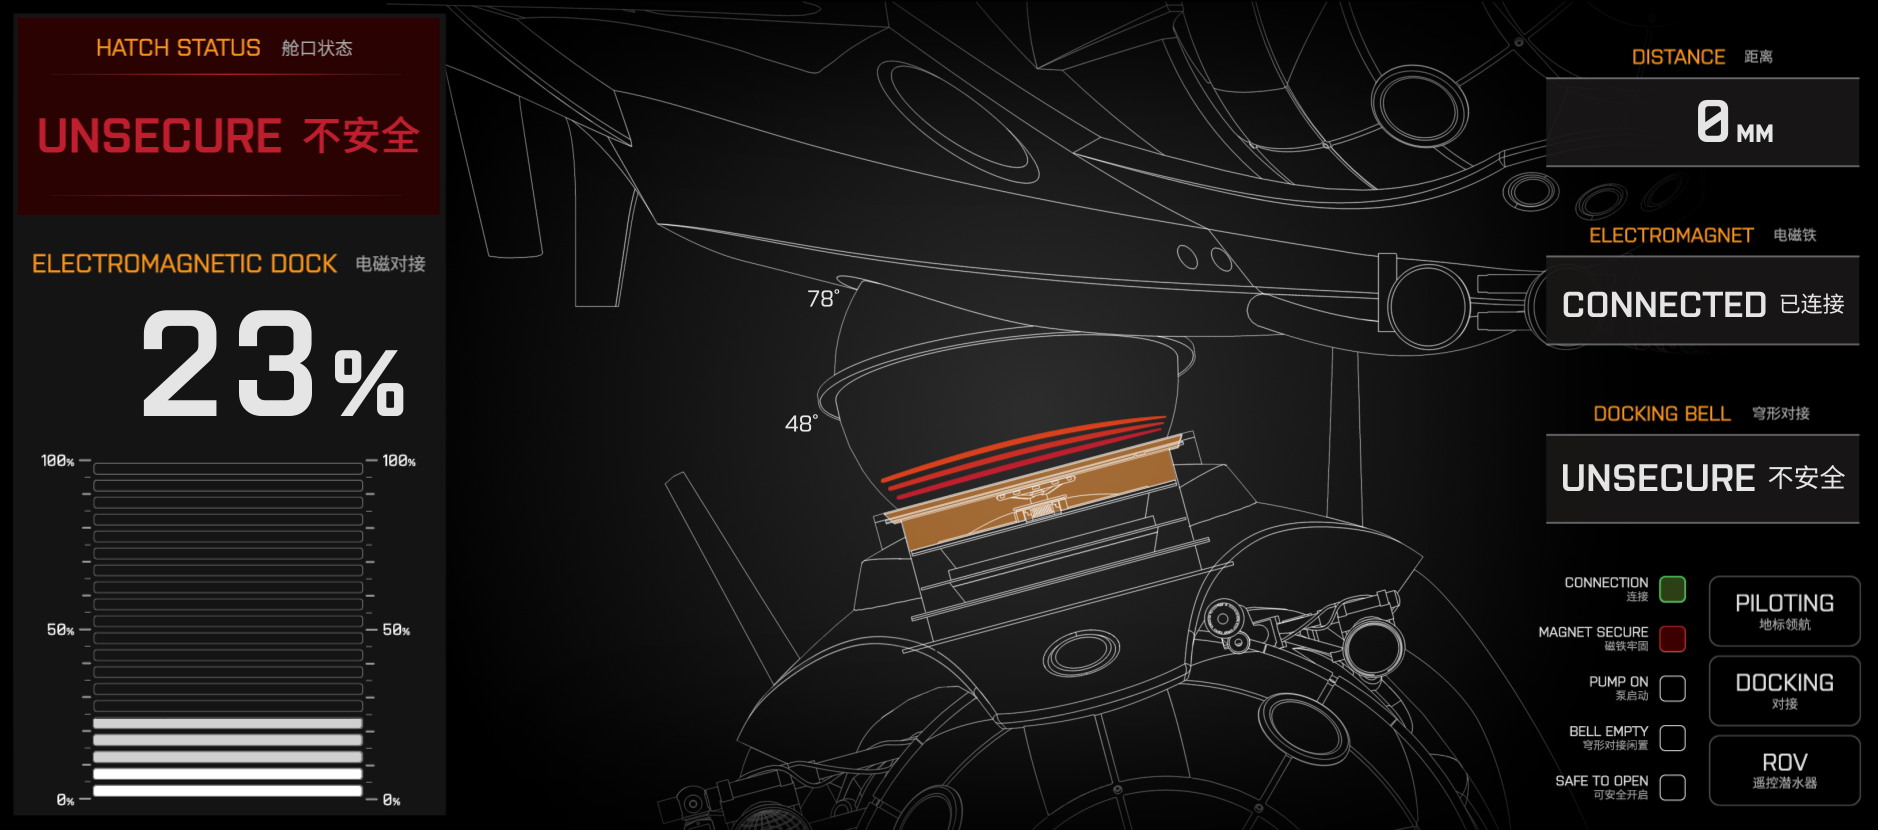 HATCH STATUS 舱口状态
UNSECURE 不安全
ELECTROMAGNETIC DOCK 电磁对接
23%
100% 100%
50% 50%
0% 0%
78°
48°
DISTANCE 距离
0 MM
ELECTROMAGNET 电磁铁
CONNECTED 已连接
DOCKING BELL 穹形对接
UNSECURE 不安全
CONNECTION
连接
MAGNET SECURE
磁铁牢固
PUMP ON
泵启动
BELL EMPTY
穹形对接闲置
SAFE TO OPEN
可安全开启
PILOTING
地标领航
DOCKING
对接
ROV
遥控潜水器